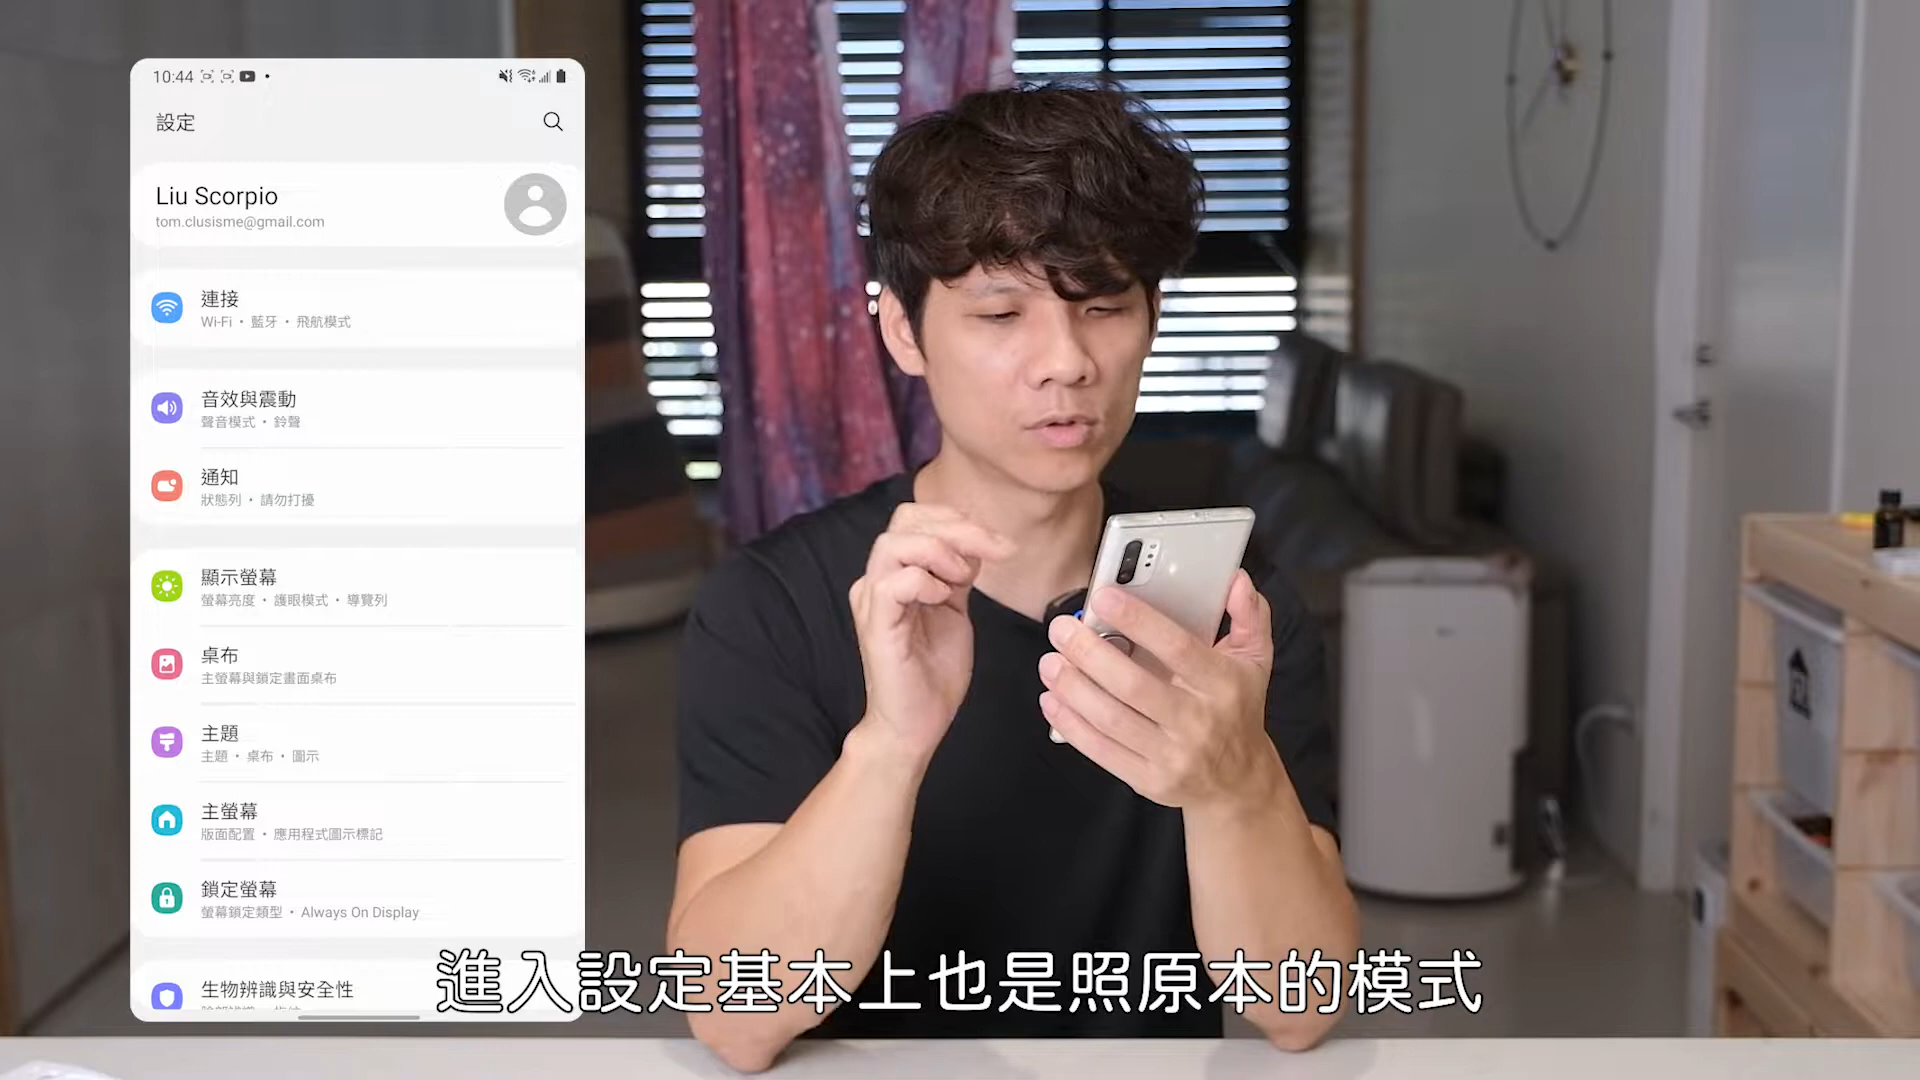 10:44
設定
Liu Scorpio
tom.clusisme@gmail.com
連接
Wi-Fi • 藍牙 • 飛航模式
音效與震動
聲音模式 • 鈴聲
通知
狀態列 • 請勿打擾
顯示螢幕
螢幕亮度 • 護眼模式 • 導覽列
桌布
主螢幕與鎖定畫面桌布
主題
主題 • 桌布 • 圖示
主螢幕
版面配置 • 應用程式圖示標記
鎖定螢幕
螢幕鎖定類型 • Always On Display
生物辨識與安全性
進入設定基本上也是照原本的模式